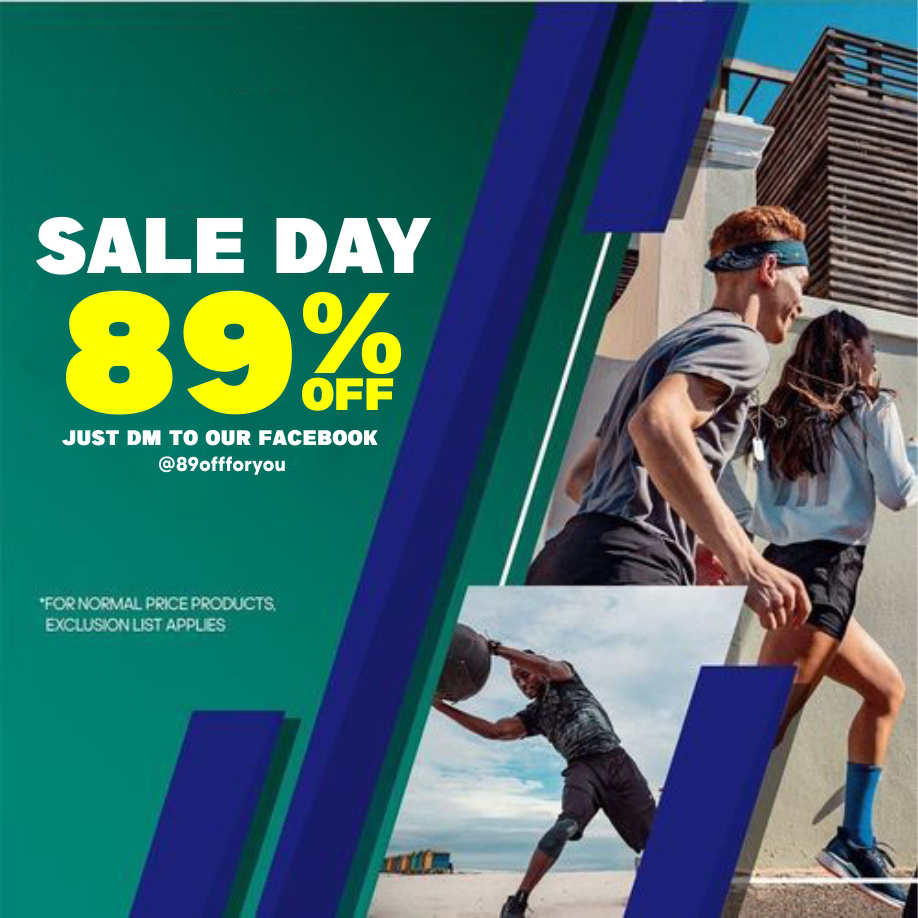 SALE DAY
89%
OFF
JUST DM TO OUR FACEBOOK
@89offforyou
*FOR NORMAL PRICE PRODUCTS,
EXCLUSION LIST APPLIES